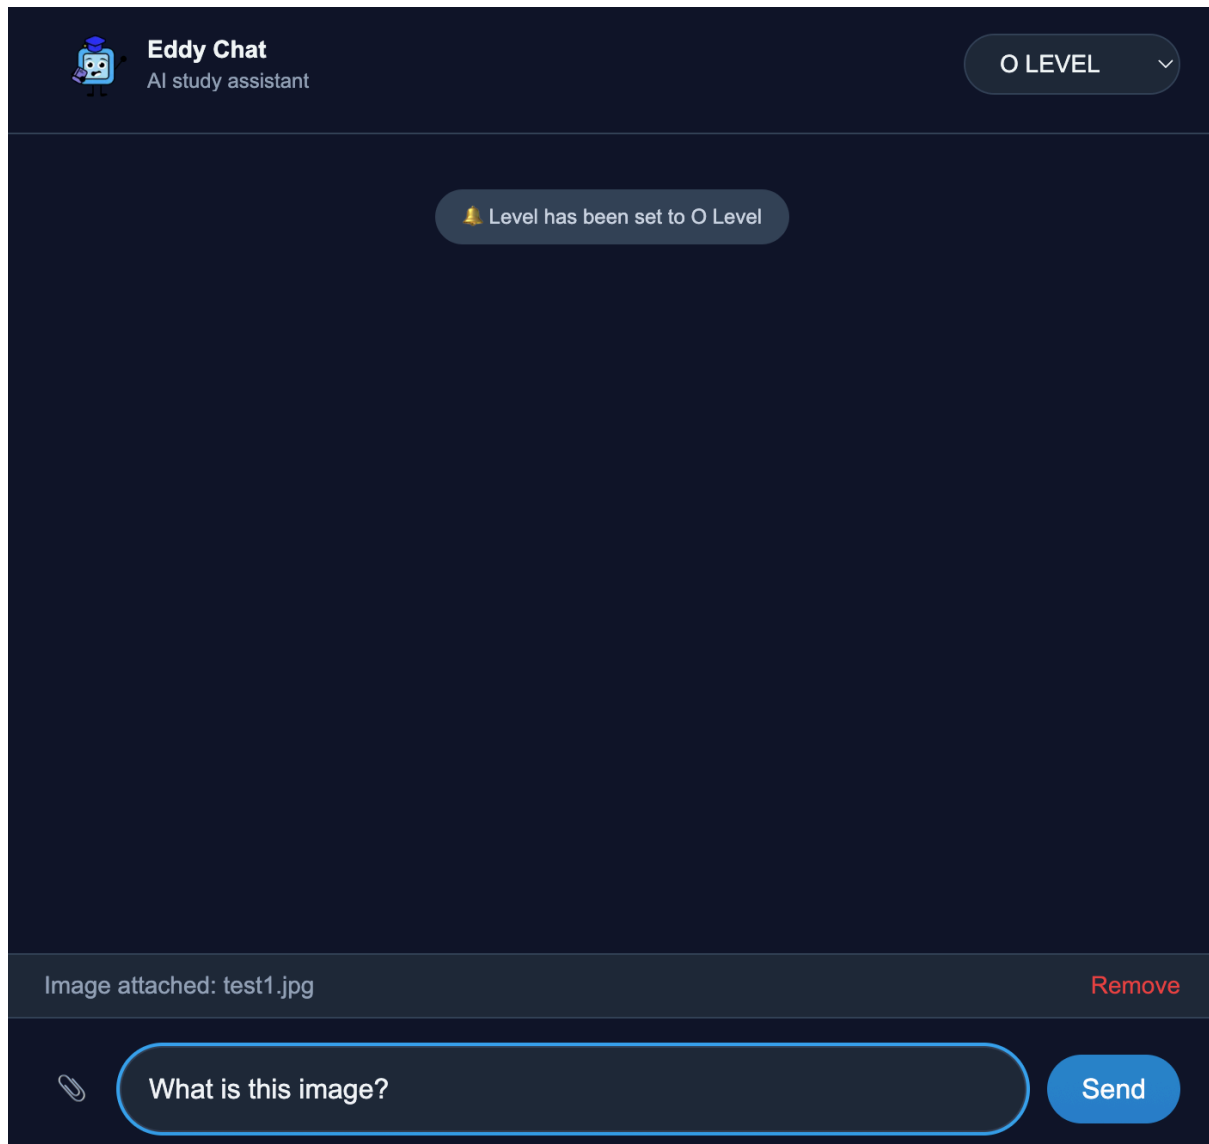 Eddy Chat
AI study assistant
O LEVEL
🔔 Level has been set to O Level
Image attached: test1.jpg
Remove
What is this image?
Send